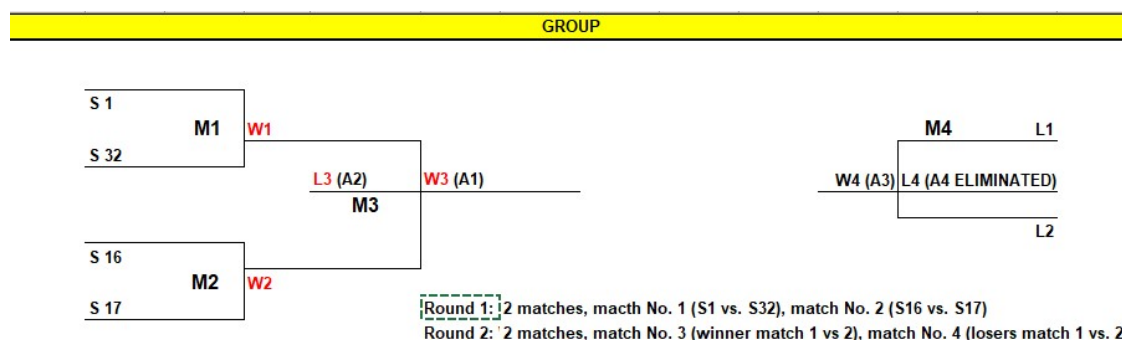 GROUP
S 1
M1
W1
S 32
L3 (A2)
W3 (A1)
M3
S 16
M2
W2
S 17
M4
L1
W4 (A3)
L4 (A4 ELIMINATED)
L2
Round 1: 2 matches, macth No. 1 (S1 vs. S32), match No. 2 (S16 vs. S17)
Round 2: 2 matches, match No. 3 (winner match 1 vs 2), match No. 4 (losers match 1 vs. 2